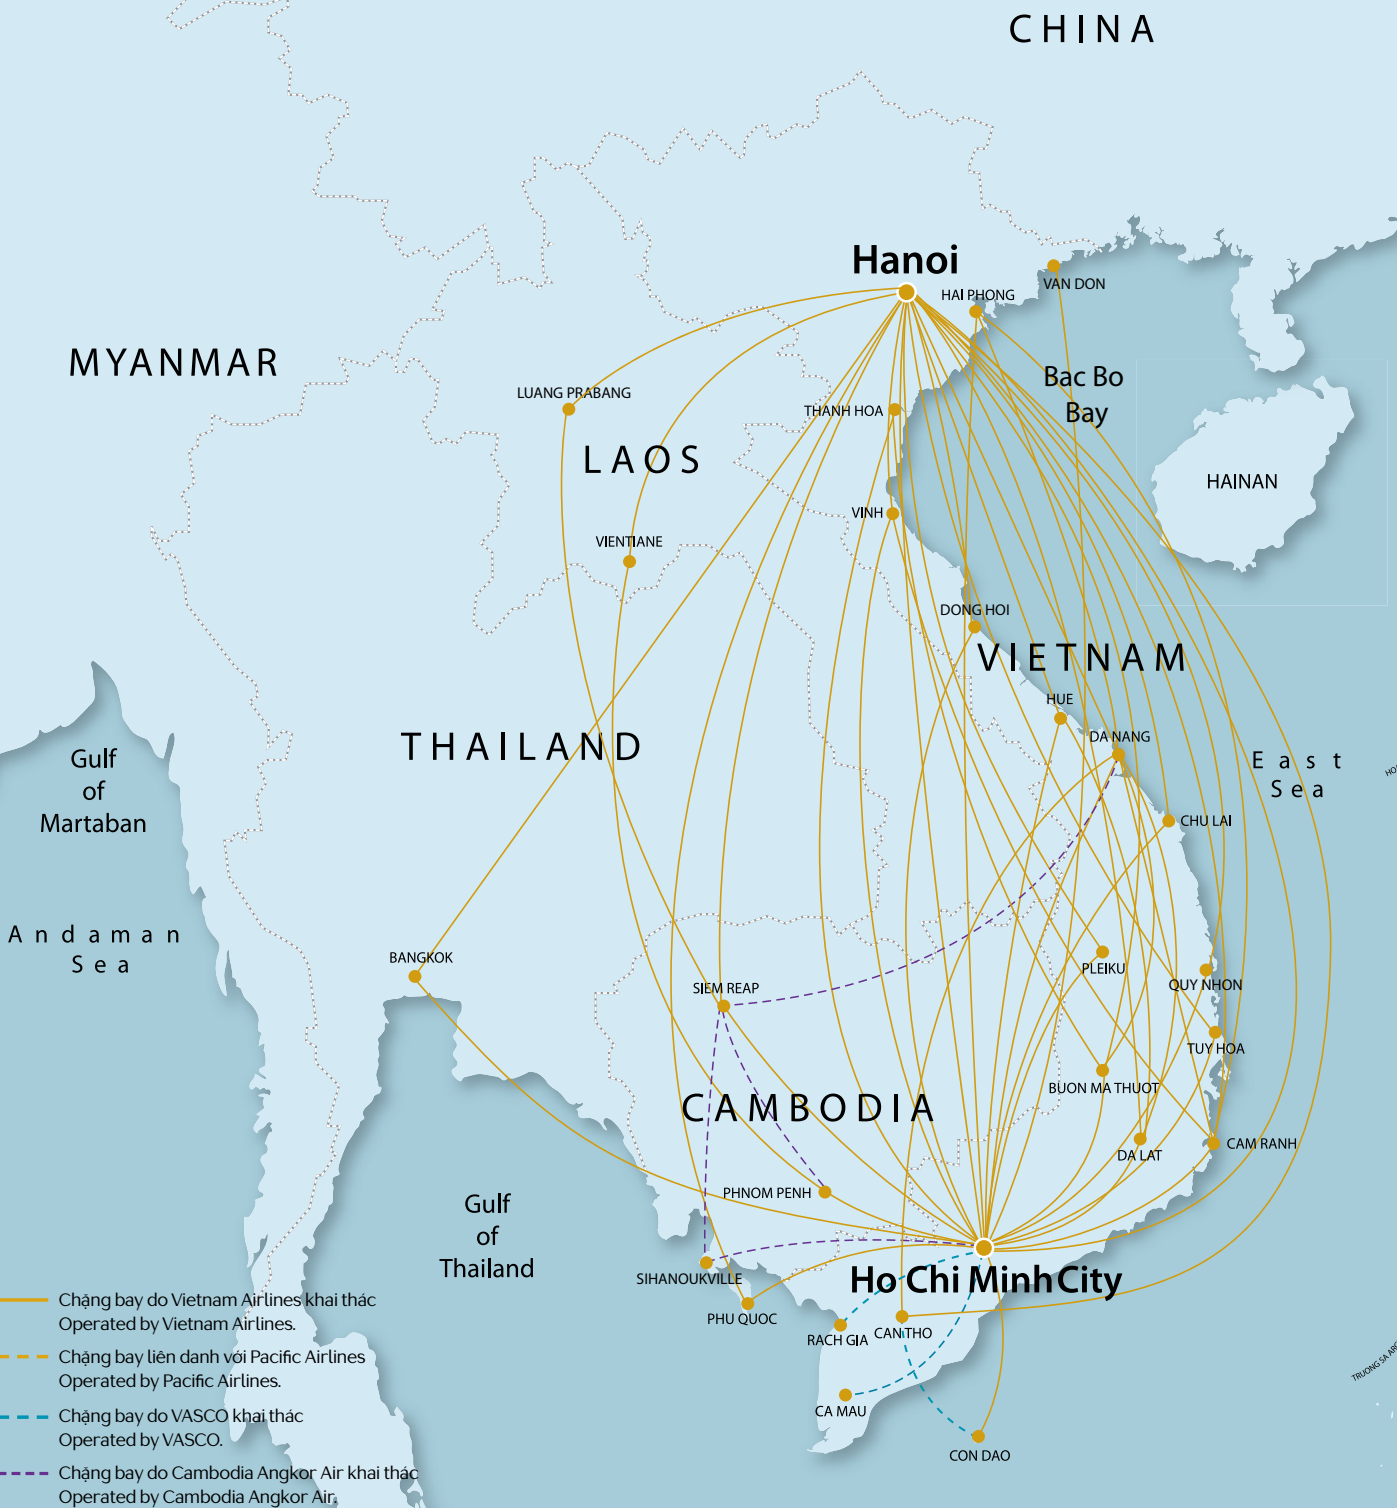 CHINA
Hanoi
VAN DON
HAI PHONG
MYANMAR
Bac Bo
Bay
LUANG PRABANG
THANH HOA
LAOS
HAINAN
VINH
VIENTIANE
DONG HOI
VIETNAM
HUE
DA NANG
THAILAND
Gulf
of
Martaban
East
Sea
CHU LAI
Andaman
Sea
BANGKOK
PLEIKU
SIEM REAP
QUY NHON
TUY HOA
BUON MA THUOT
CAMBODIA
CAM RANH
DA LAT
PHNOM PENH
Gulf
of
Thailand
SIHANOUKVILLE
Ho Chi Minh City
PHU QUOC
RACH GIA
CAN THO
CA MAU
CON DAO
Chặng bay do Vietnam Airlines khai thác
Operated by Vietnam Airlines.
Chặng bay liên danh với Pacific Airlines
Operated by Pacific Airlines.
Chặng bay do VASCO khai thác
Operated by VASCO.
Chặng bay do Cambodia Angkor Air khai thác
Operated by Cambodia Angkor Air.
TRUONG SA